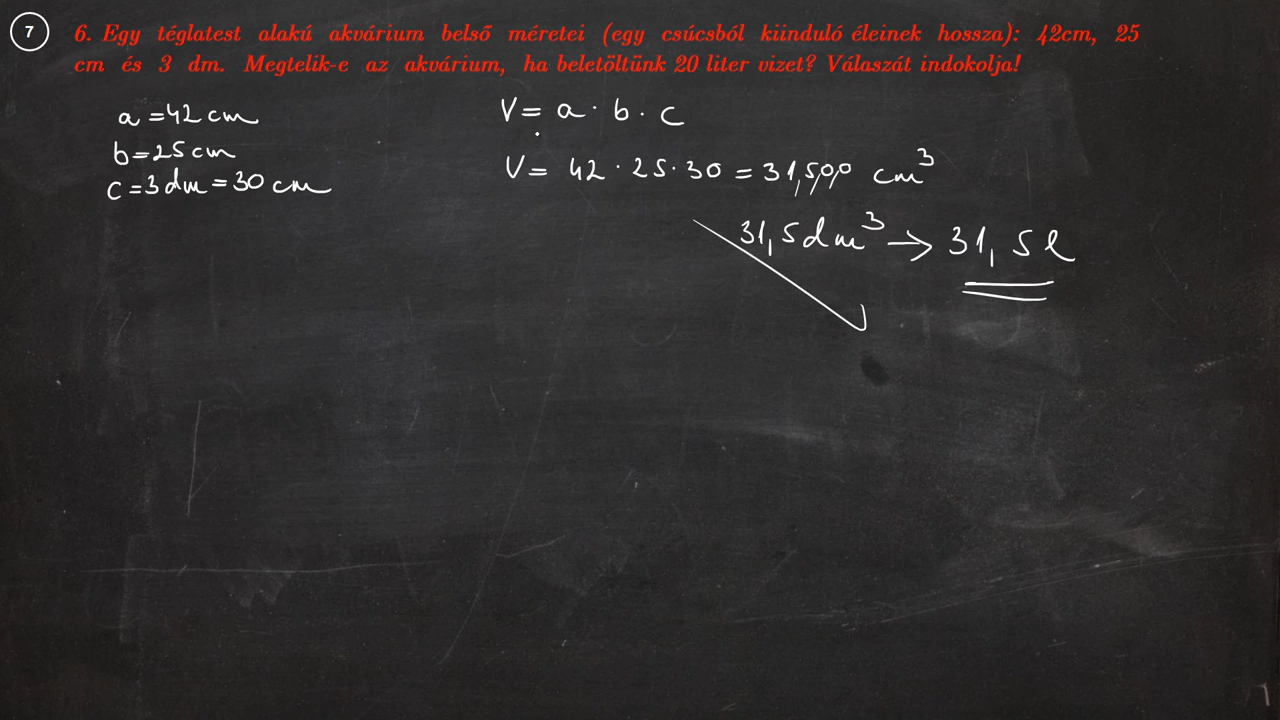 7
6. Egy téglatest alakú akvárium belső méretei (egy csúcsból kiinduló éleinek hossza): 42cm, 25
cm és 3 dm. Megtelik-e az akvárium, ha beletöltünk 20 liter vizet? Válaszát indokolja!
a = 42 cm
b = 25 cm
c = 3 dm = 30 cm
V = a · b · c
V = 42 · 25 · 30 = 31,500 cm³
31,5 dm³ → 31,5 l